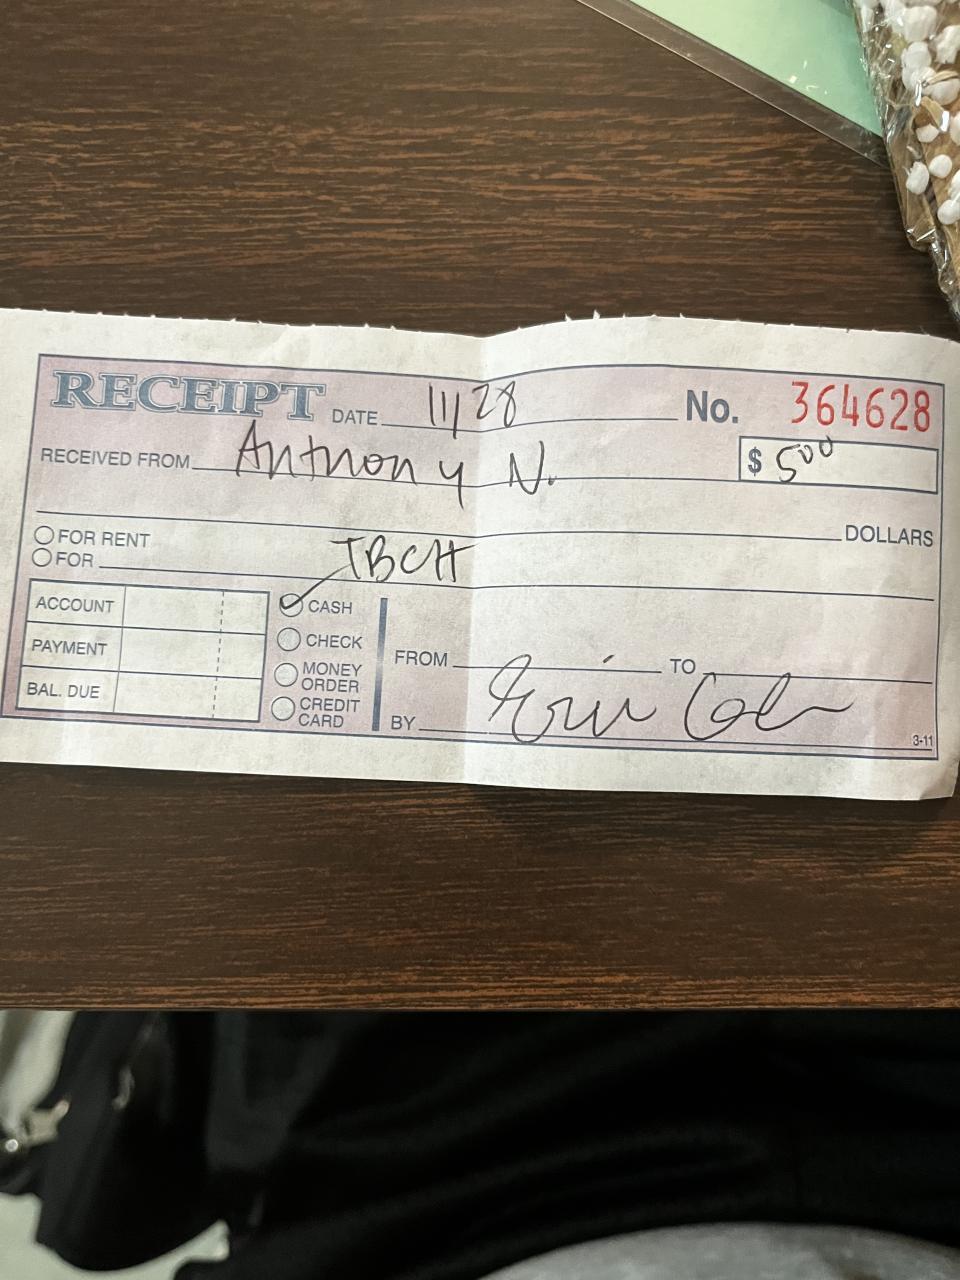 RECEIPT DATE 11/28 No. 364628
RECEIVED FROM Anthony N. $ 500
DOLLARS
FOR RENT
FOR TBCH
ACCOUNT CASH
PAYMENT CHECK FROM TO
MONEY ORDER
BAL. DUE CREDIT CARD BY Eric
3-11